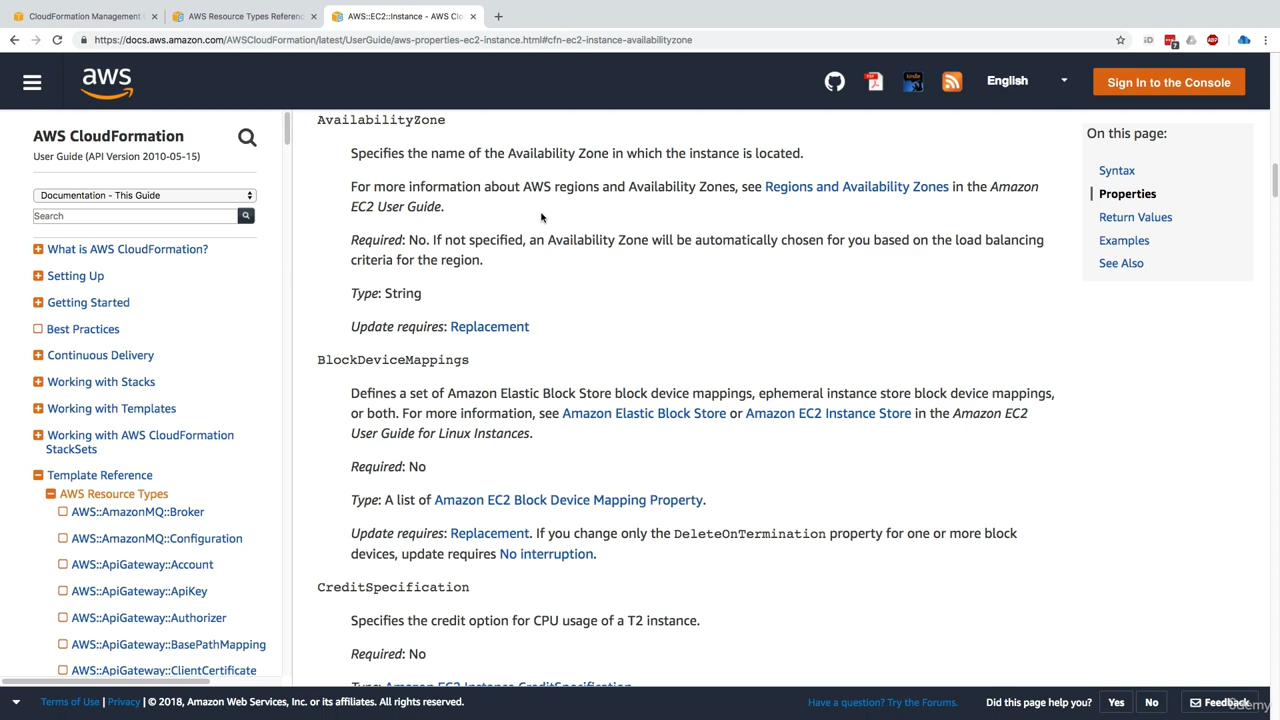 CloudFormation Management
AWS Resource Types Referenc
AWS::EC2::Instance - AWS Clo
https://docs.aws.amazon.com/AWSCloudFormation/latest/UserGuide/aws-properties-ec2-instance.html#cfn-ec2-instance-availabilityzone
aws
PDF
kindle
English
Sign In to the Console
AWS CloudFormation
User Guide (API Version 2010-05-15)
Documentation - This Guide
Search
What is AWS CloudFormation?
Setting Up
Getting Started
Best Practices
Continuous Delivery
Working with Stacks
Working with Templates
Working with AWS CloudFormation
StackSets
Template Reference
AWS Resource Types
AWS::AmazonMQ::Broker
AWS::AmazonMQ::Configuration
AWS::ApiGateway::Account
AWS::ApiGateway::ApiKey
AWS::ApiGateway::Authorizer
AWS::ApiGateway::BasePathMapping
AWS::ApiGateway::ClientCertificate
AvailabilityZone
Specifies the name of the Availability Zone in which the instance is located.
For more information about AWS regions and Availability Zones, see Regions and Availability Zones in the Amazon
EC2 User Guide.
Required: No. If not specified, an Availability Zone will be automatically chosen for you based on the load balancing
criteria for the region.
Type: String
Update requires: Replacement
BlockDeviceMappings
Defines a set of Amazon Elastic Block Store block device mappings, ephemeral instance store block device mappings,
or both. For more information, see Amazon Elastic Block Store or Amazon EC2 Instance Store in the Amazon EC2
User Guide for Linux Instances.
Required: No
Type: A list of Amazon EC2 Block Device Mapping Property.
Update requires: Replacement. If you change only the DeleteOnTermination property for one or more block
devices, update requires No interruption.
CreditSpecification
Specifies the credit option for CPU usage of a T2 instance.
Required: No
Type: Amazon EC2 Instance CreditSpecification
On this page:
Syntax
Properties
Return Values
Examples
See Also
Terms of Use | Privacy | © 2018, Amazon Web Services, Inc. or its affiliates. All rights reserved.
Have a question? Try the Forums.
Did this page help you?
Yes
No
Feedback
udemy